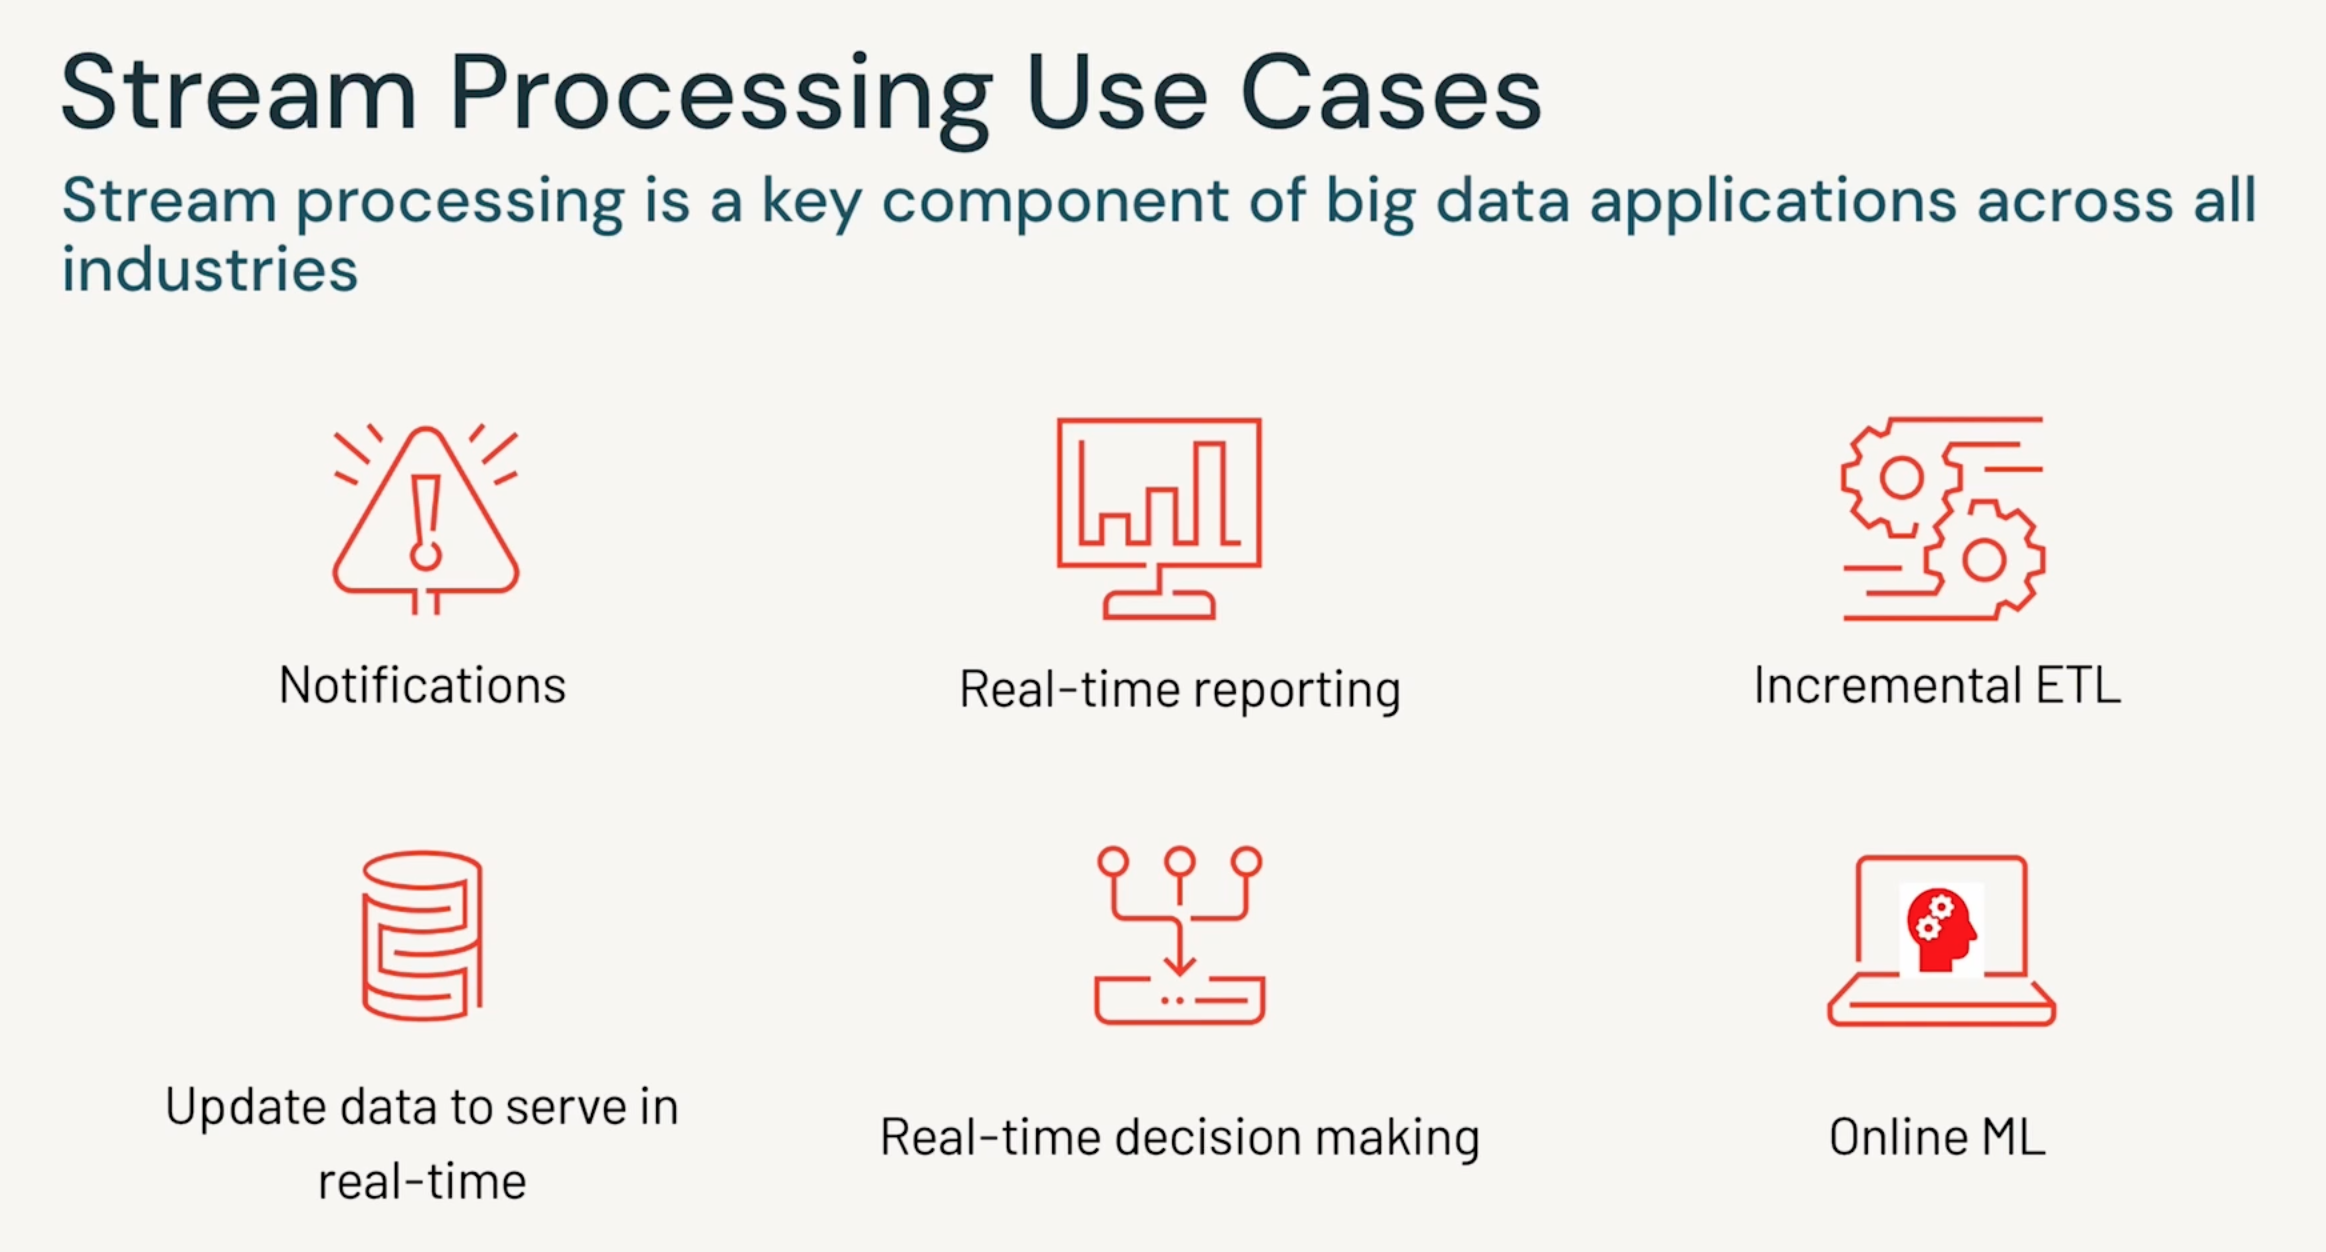 Stream Processing Use Cases
Stream processing is a key component of big data applications across all
industries
Notifications
Real-time reporting
Incremental ETL
Update data to serve in
real-time
Real-time decision making
Online ML